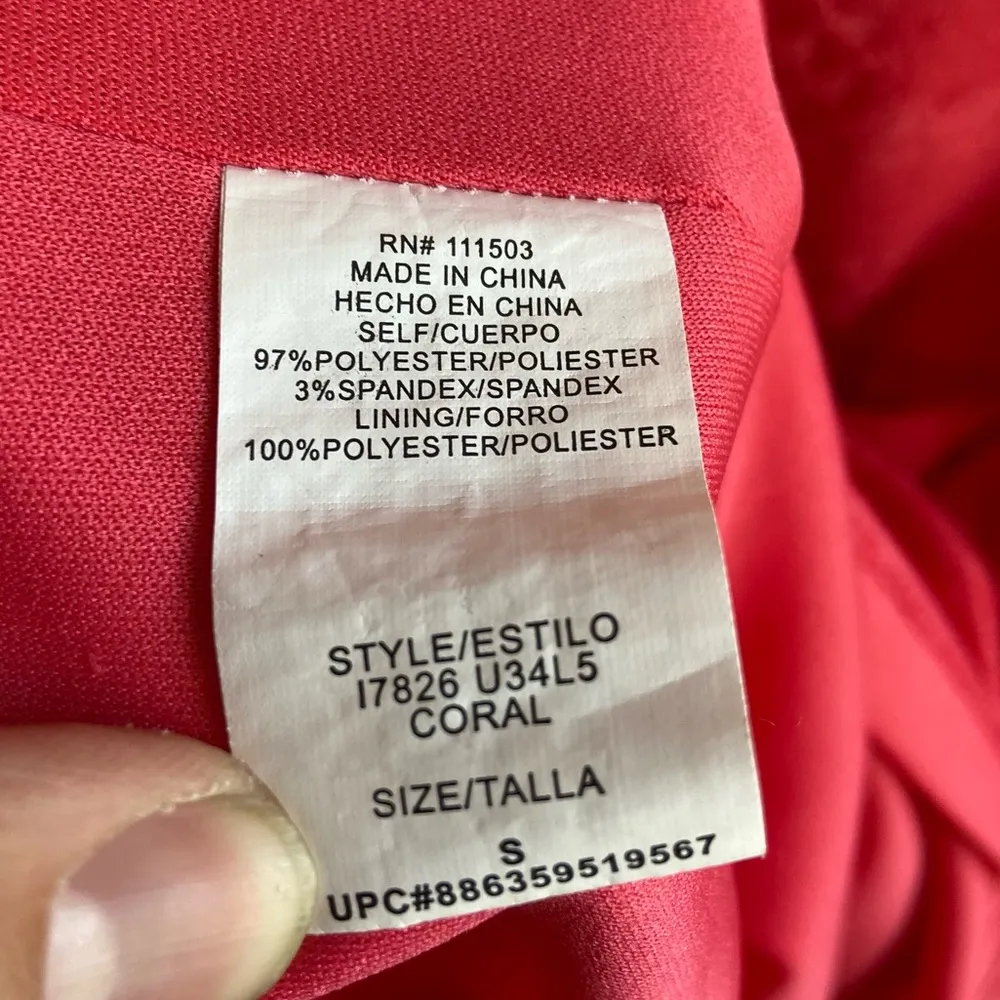 RN# 111503
MADE IN CHINA
HECHO EN CHINA
SELF/CUERPO
97%POLYESTER/POLIESTER
3%SPANDEX/SPANDEX
LINING/FORRO
100%POLYESTER/POLIESTER
STYLE/ESTILO
I7826 U34L5
CORAL
SIZE/TALLA
S
UPC#886359519567